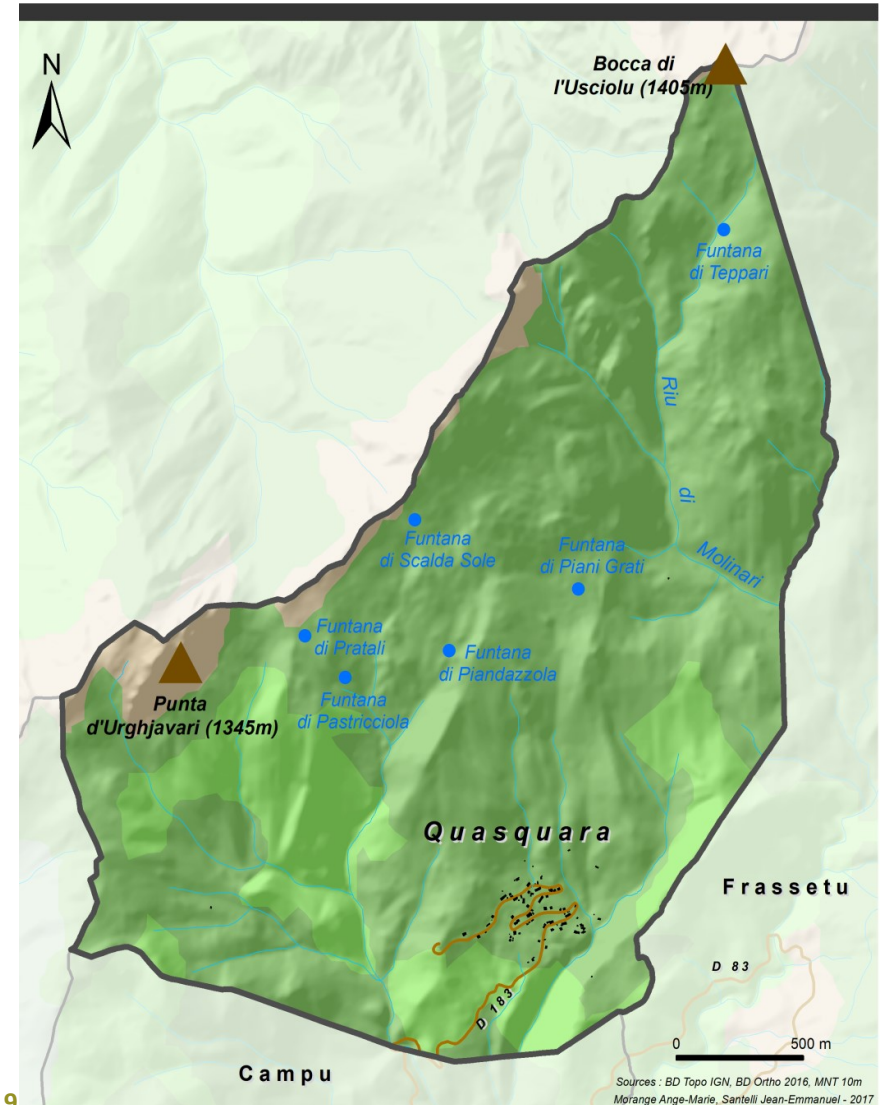 N
Bocca di
l'Usciolu (1405m)
Funtana
di Teppari
Riu
di
Molinari
Funtana
di Scalda Sole
Funtana
di Piani Grati
Funtana
di Pratali
Funtana
di Piandazzola
Funtana
di Pastricciola
Punta
d'Urghjavari (1345m)
Quasquara
Frassetu
D 83
D 183
0 500 m
Campu
Sources : BD Topo IGN, BD Ortho 2016, MNT 10m
Morange Ange-Marie, Santelli Jean-Emmanuel - 2017
9